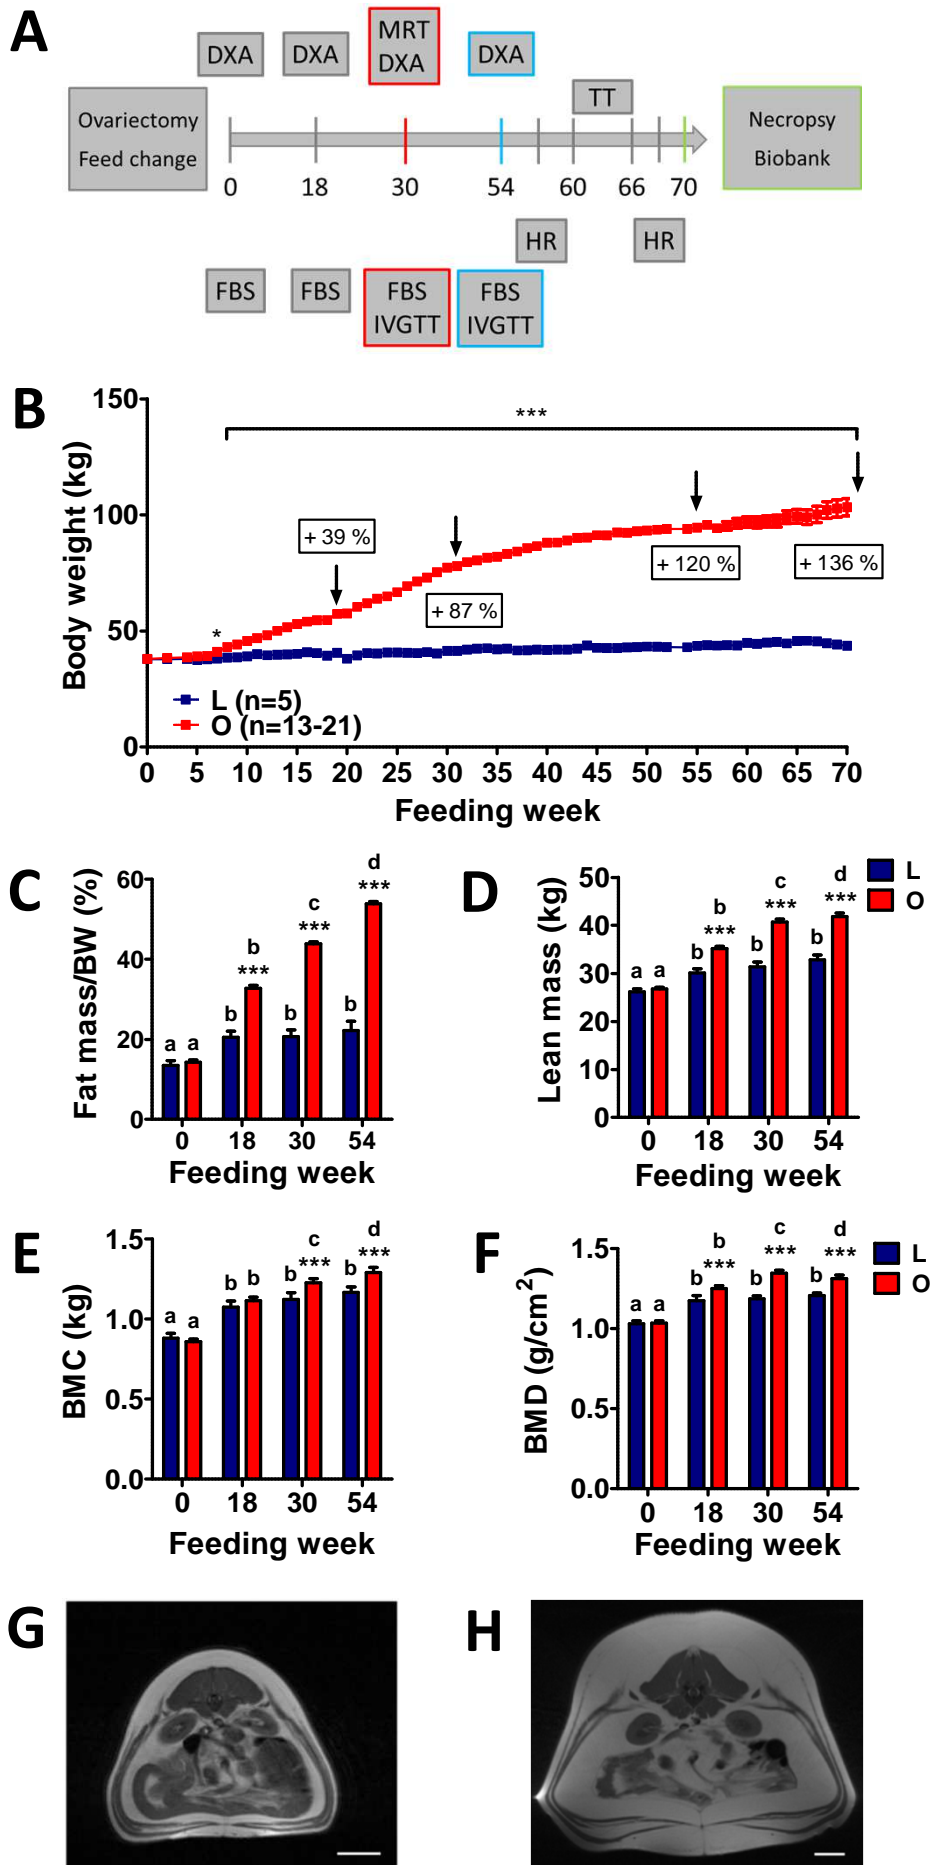 A
DXA
DXA
MRT
DXA
DXA
TT
Ovariectomy
Feed change
Necropsy
Biobank
0
18
30
54
60
66
70
HR
HR
FBS
FBS
FBS
IVGTT
FBS
IVGTT
B
Body weight (kg)
150
100
50
0
***
*
+ 39 %
+ 87 %
+ 120 %
+ 136 %
L (n=5)
O (n=13-21)
0 5 10 15 20 25 30 35 40 45 50 55 60 65 70
Feeding week
C
Fat mass/BW (%)
60
40
20
0
a a
b b ***
b c ***
b d ***
0 18 30 54
Feeding week
D
Lean mass (kg)
50
40
30
20
10
0
a a
b b ***
b c ***
b d ***
L
O
0 18 30 54
Feeding week
E
BMC (kg)
1.5
1.0
0.5
0.0
a a
b b
b c ***
b d ***
0 18 30 54
Feeding week
F
BMD (g/cm²)
1.5
1.0
0.5
0.0
a a
b b ***
b c ***
b d ***
L
O
0 18 30 54
Feeding week
G
H